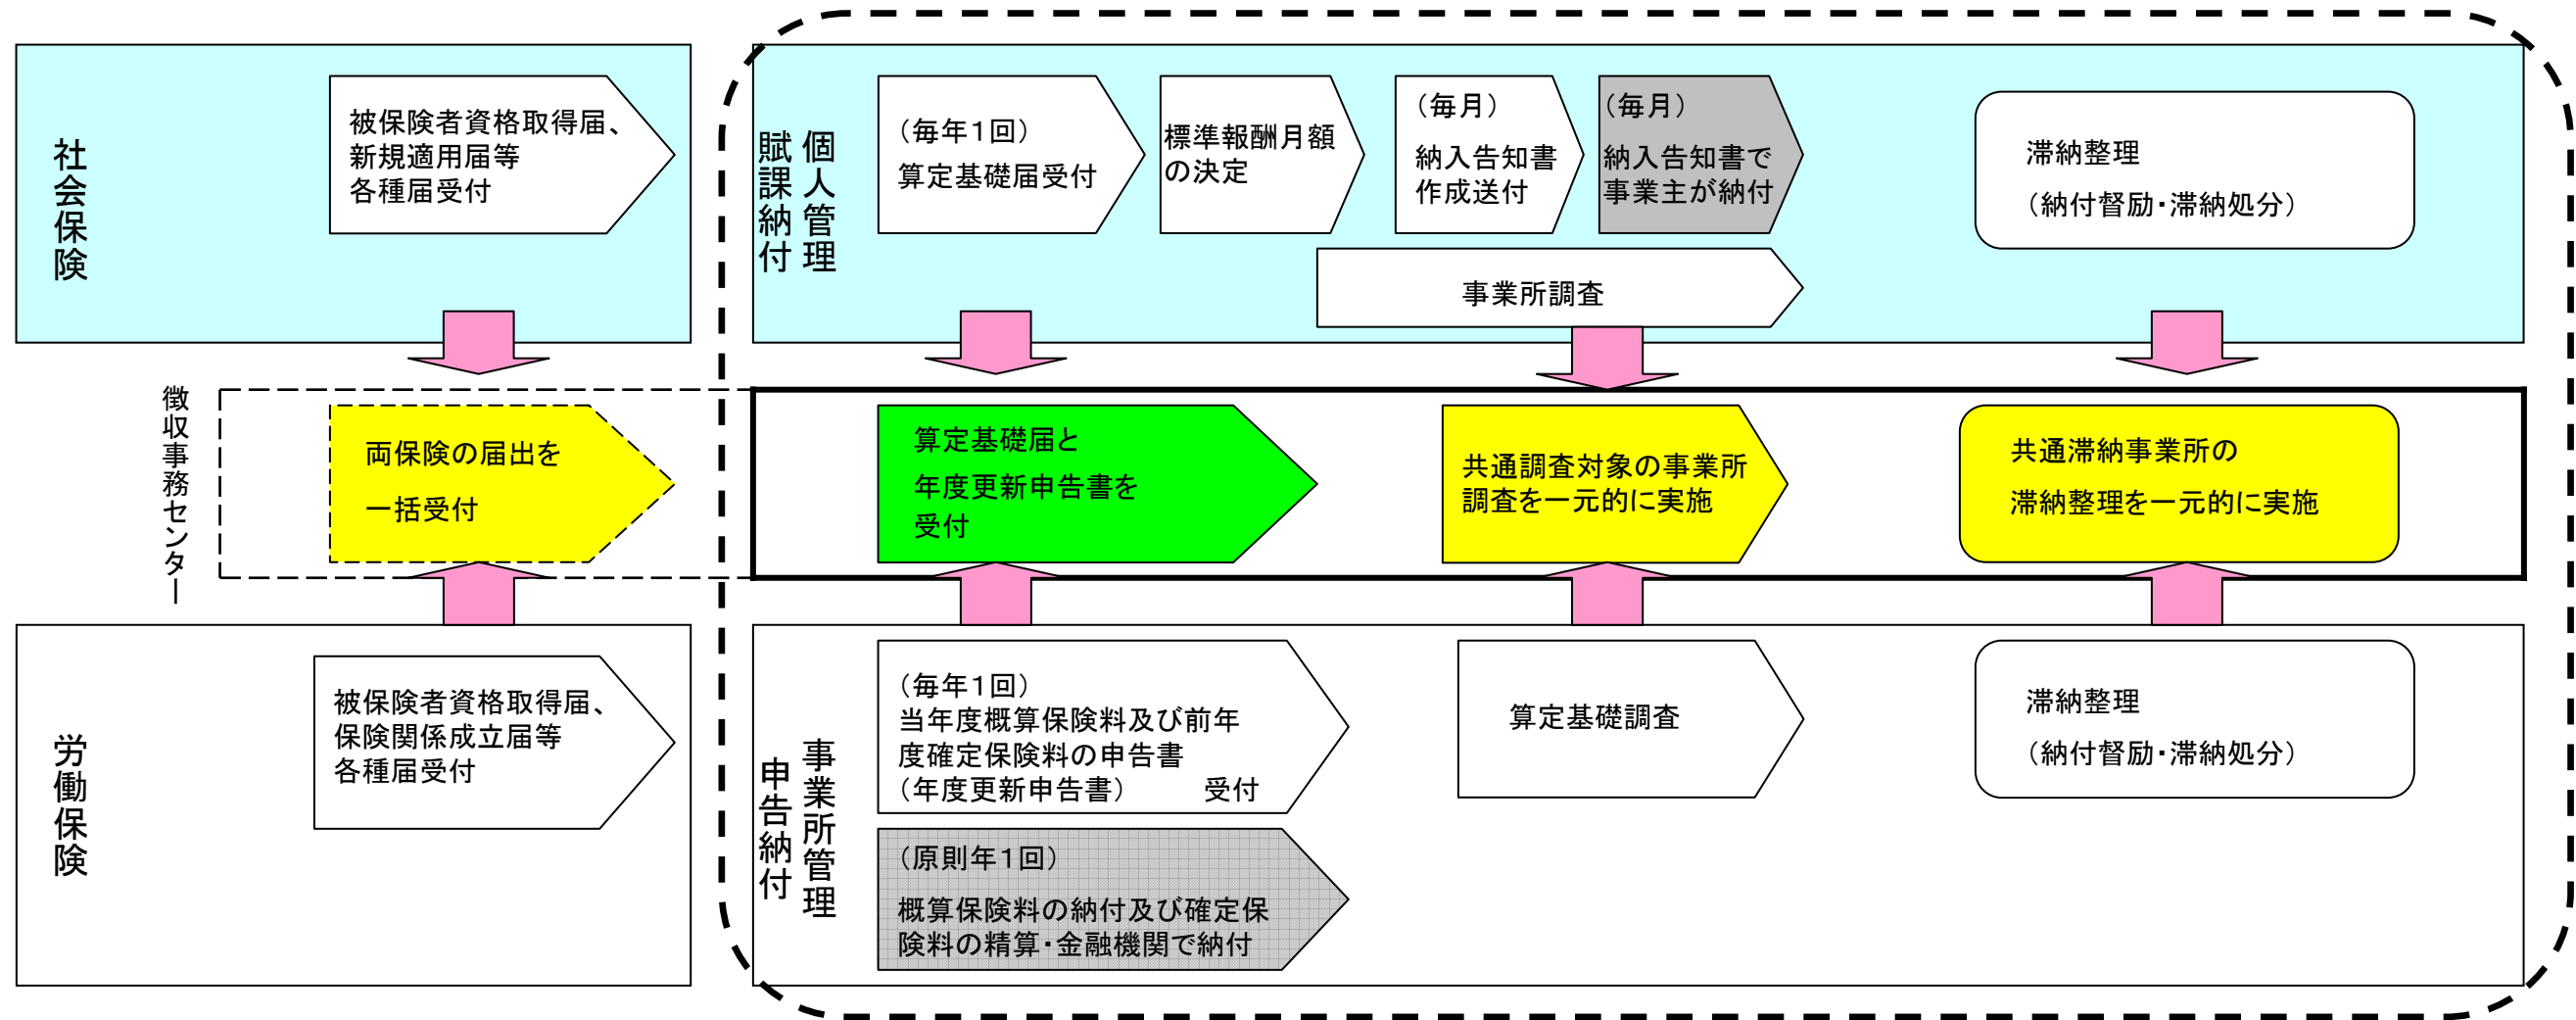 社会保険
被保険者資格取得届、
新規適用届等
各種届受付
個人管理
賦課納付
（毎年１回）
算定基礎届受付
標準報酬月額
の決定
（毎月）
納入告知書
作成送付
（毎月）
納入告知書で
事業主が納付
事業所調査
滞納整理
（納付督励・滞納処分）
徴収事務センター
両保険の届出を
一括受付
算定基礎届と
年度更新申告書を
受付
共通調査対象の事業所
調査を一元的に実施
共通滞納事業所の
滞納整理を一元的に実施
労働保険
被保険者資格取得届、
保険関係成立届等
各種届受付
事業所管理
申告納付
（毎年１回）
当年度概算保険料及び前年
度確定保険料の申告書
（年度更新申告書）　　　受付
（原則年１回）
概算保険料の納付及び確定保
険料の精算・金融機関で納付
算定基礎調査
滞納整理
（納付督励・滞納処分）